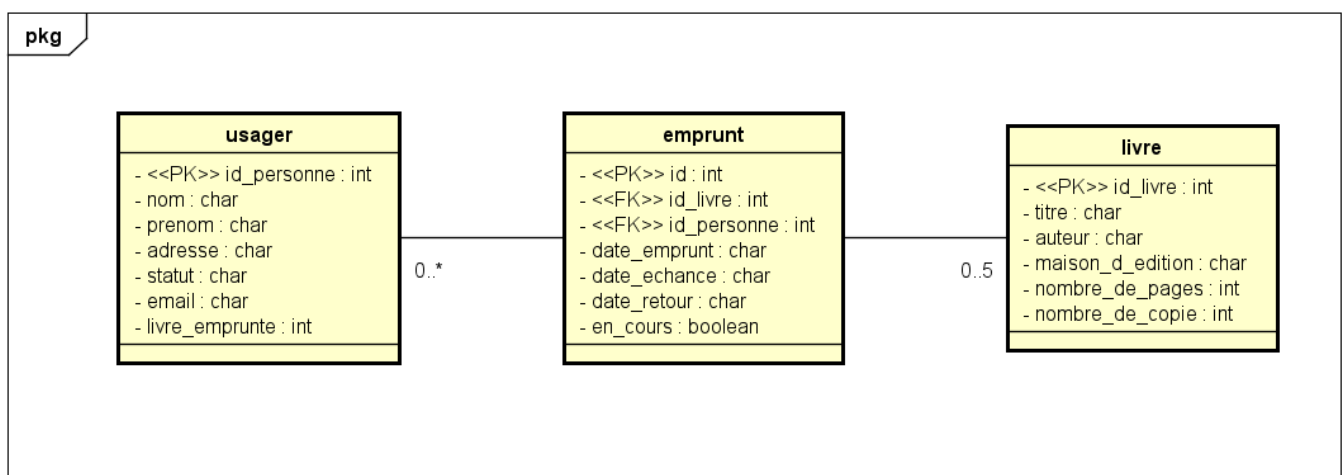 pkg
usager
- <<PK>> id_personne : int
- nom : char
- prenom : char
- adresse : char
- statut : char
- email : char
- livre_emprunte : int
0..*
emprunt
- <<PK>> id : int
- <<FK>> id_livre : int
- <<FK>> id_personne : int
- date_emprunt : char
- date_echance : char
- date_retour : char
- en_cours : boolean
0..5
livre
- <<PK>> id_livre : int
- titre : char
- auteur : char
- maison_d_edition : char
- nombre_de_pages : int
- nombre_de_copie : int